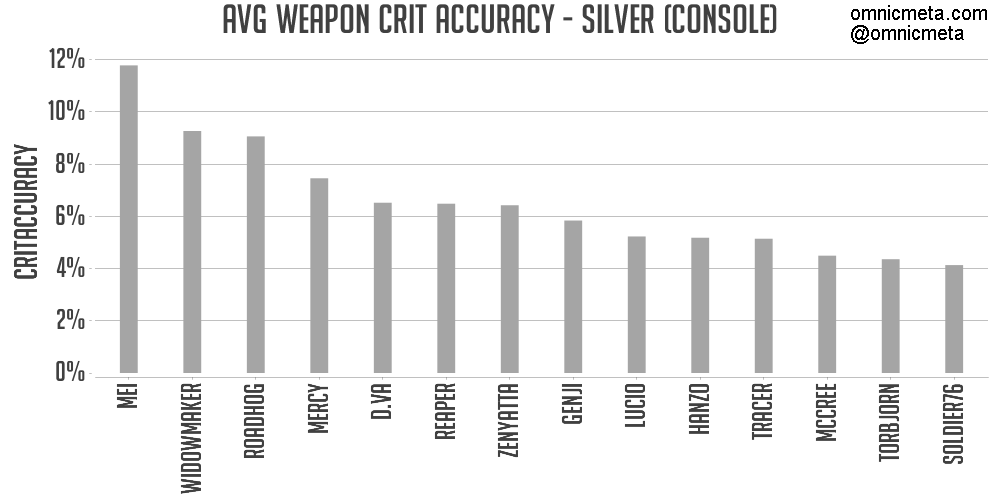 AVG WEAPON CRIT ACCURACY - SILVER (CONSOLE)
omnicmeta.com
@omnicmeta
CRITACCURACY
12%
10%
8%
6%
4%
2%
0%
MEI
WIDOWMAKER
ROADHOG
MERCY
D.VA
REAPER
ZENYATTA
GENJI
LUCIO
HANZO
TRACER
MCCREE
TORBJORN
SOLDIER76